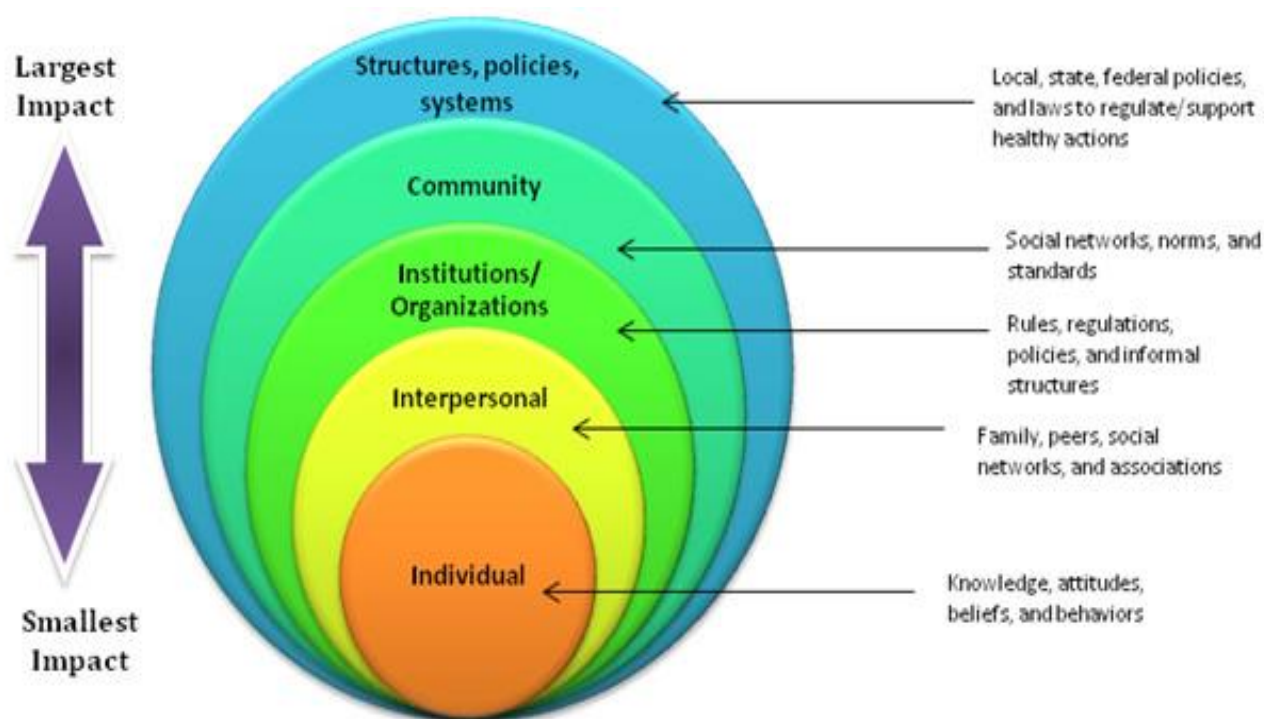 Largest
Impact
Smallest
Impact
Structures, policies,
systems
Community
Institutions/
Organizations
Interpersonal
Individual
Local, state, federal policies,
and laws to regulate/support
healthy actions
Social networks, norms, and
standards
Rules, regulations,
policies, and informal
structures
Family, peers, social
networks, and associations
Knowledge, attitudes,
beliefs, and behaviors